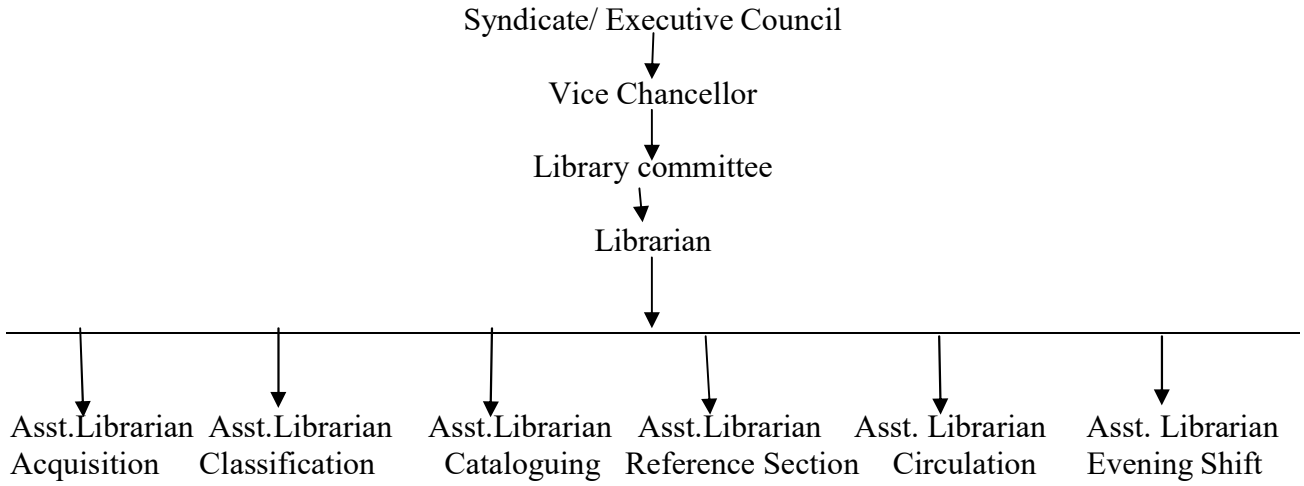 Syndicate/ Executive Council
Vice Chancellor
Library committee
Librarian
Asst.Librarian Asst.Librarian Asst.Librarian Asst.Librarian Asst. Librarian Asst. Librarian
Acquisition Classification Cataloguing Reference Section Circulation Evening Shift